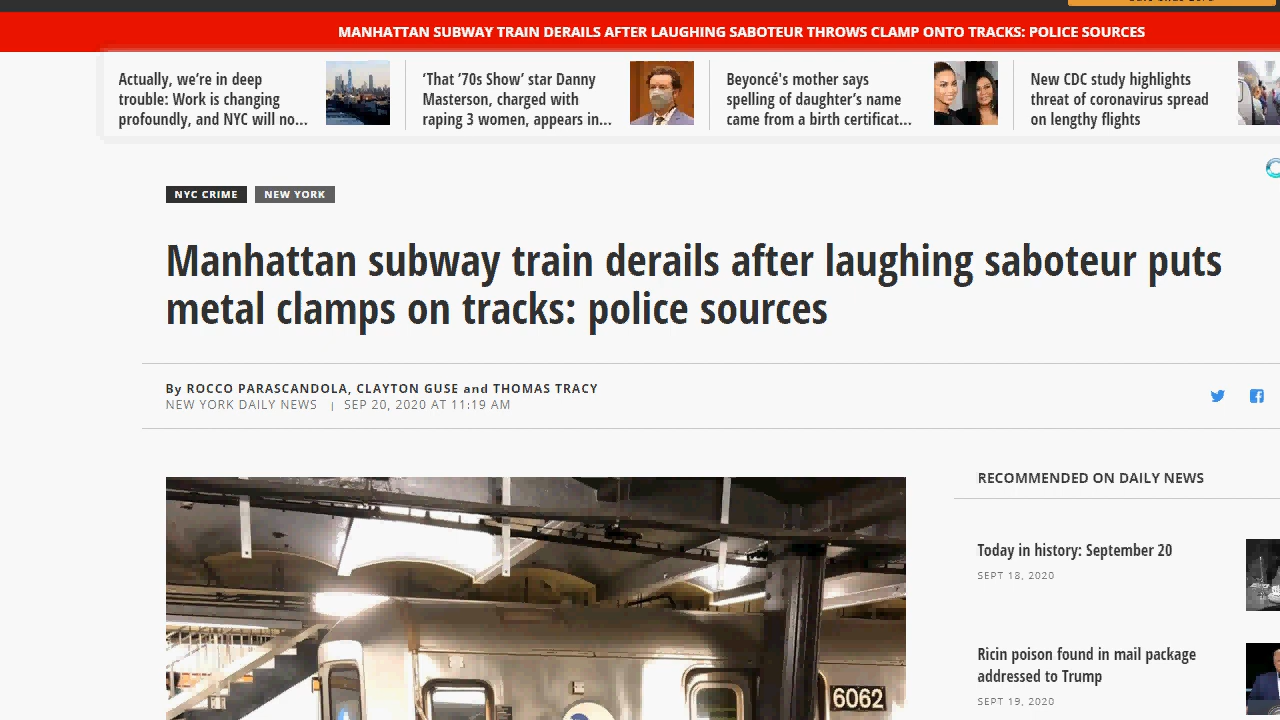 MANHATTAN SUBWAY TRAIN DERAILS AFTER LAUGHING SABOTEUR THROWS CLAMP ONTO TRACKS: POLICE SOURCES
Actually, we’re in deep
trouble: Work is changing
profoundly, and NYC will no...
‘That ’70s Show’ star Danny
Masterson, charged with
raping 3 women, appears in...
Beyoncé's mother says
spelling of daughter’s name
came from a birth certificat...
New CDC study highlights
threat of coronavirus spread
on lengthy flights
NYC CRIME
NEW YORK
Manhattan subway train derails after laughing saboteur puts
metal clamps on tracks: police sources
By ROCCO PARASCANDOLA, CLAYTON GUSE and THOMAS TRACY
NEW YORK DAILY NEWS | SEP 20, 2020 AT 11:19 AM
RECOMMENDED ON DAILY NEWS
Today in history: September 20
SEPT 18, 2020
Ricin poison found in mail package
addressed to Trump
SEPT 19, 2020
6062